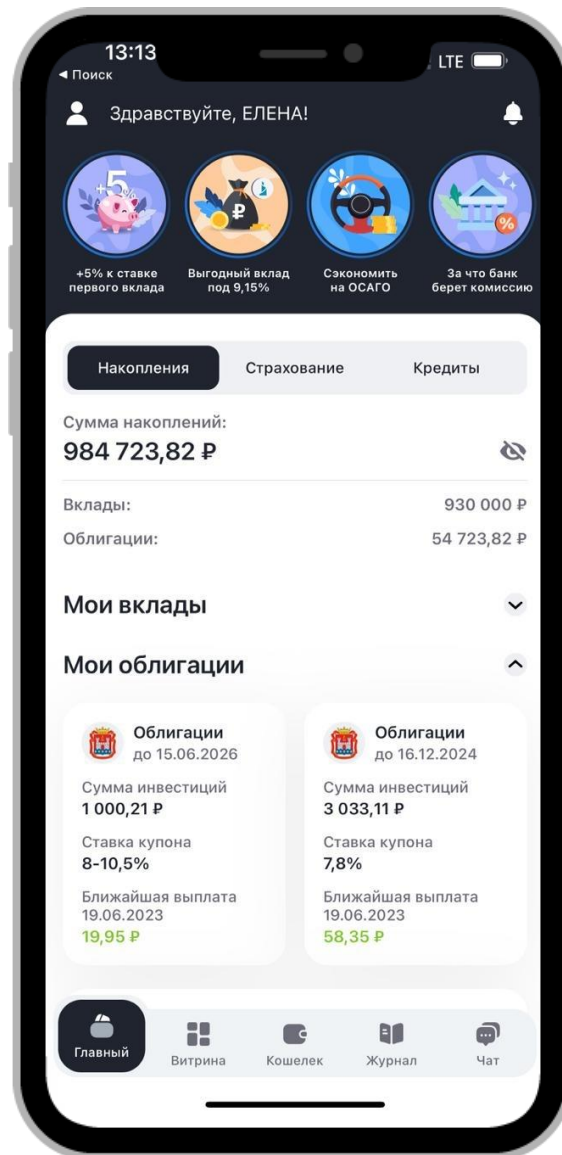 13:13
LTE
◀ Поиск
Здравствуйте, ЕЛЕНА!
+5%
₽
%
+5% к ставке
первого вклада
Выгодный вклад
под 9,15%
Сэкономить
на ОСАГО
За что банк
берет комиссию
Накопления
Страхование
Кредиты
Сумма накоплений:
984 723,82 ₽
Вклады:
930 000 ₽
Облигации:
54 723,82 ₽
Мои вклады
Мои облигации
Облигации
до 15.06.2026
Сумма инвестиций
1 000,21 ₽
Ставка купона
8-10,5%
Ближайшая выплата
19.06.2023
19,95 ₽
Облигации
до 16.12.2024
Сумма инвестиций
3 033,11 ₽
Ставка купона
7,8%
Ближайшая выплата
19.06.2023
58,35 ₽
Главный
Витрина
Кошелек
Журнал
Чат